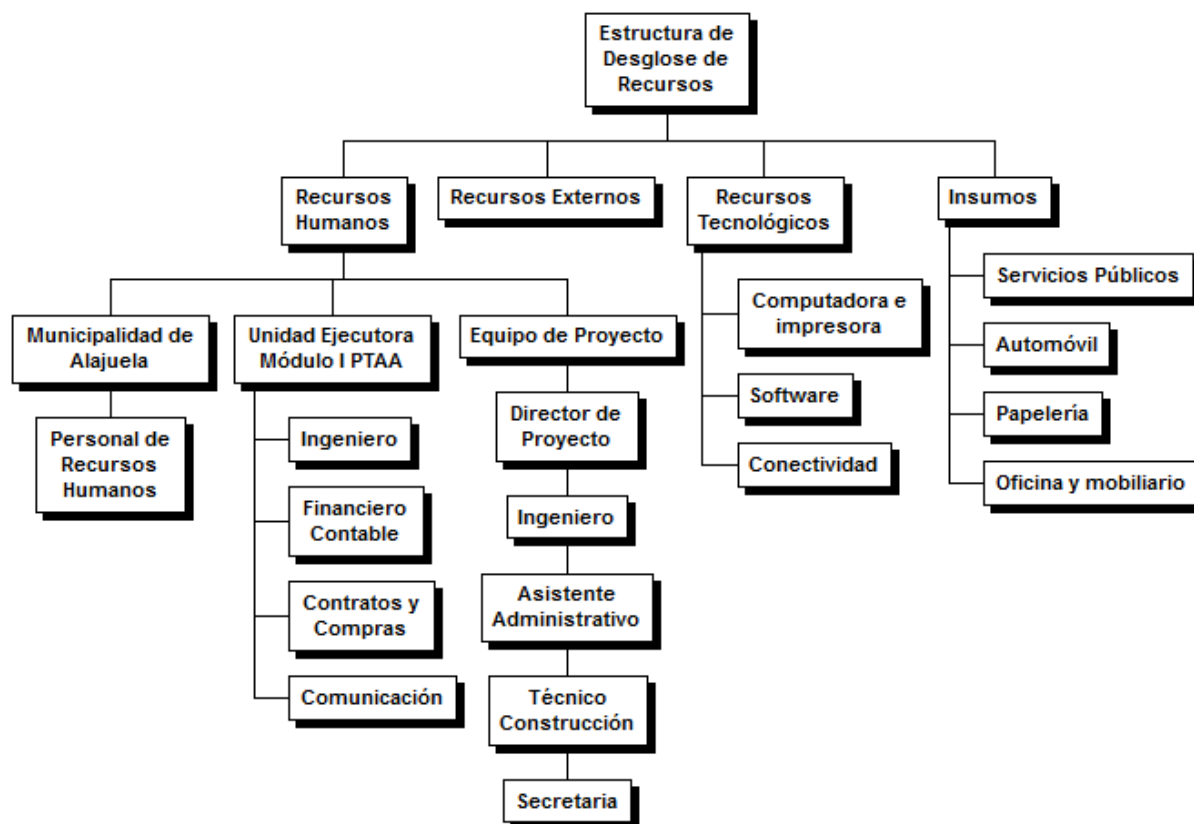 Estructura de
Desglose de
Recursos
Recursos
Humanos
Recursos Externos
Recursos
Tecnológicos
Insumos
Municipalidad de
Alajuela
Personal de
Recursos
Humanos
Unidad Ejecutora
Módulo I PTAA
Ingeniero
Financiero
Contable
Contratos y
Compras
Comunicación
Equipo de Proyecto
Director de
Proyecto
Ingeniero
Asistente
Administrativo
Técnico
Construcción
Secretaria
Computadora e
impresora
Software
Conectividad
Servicios Públicos
Automóvil
Papelería
Oficina y mobiliario